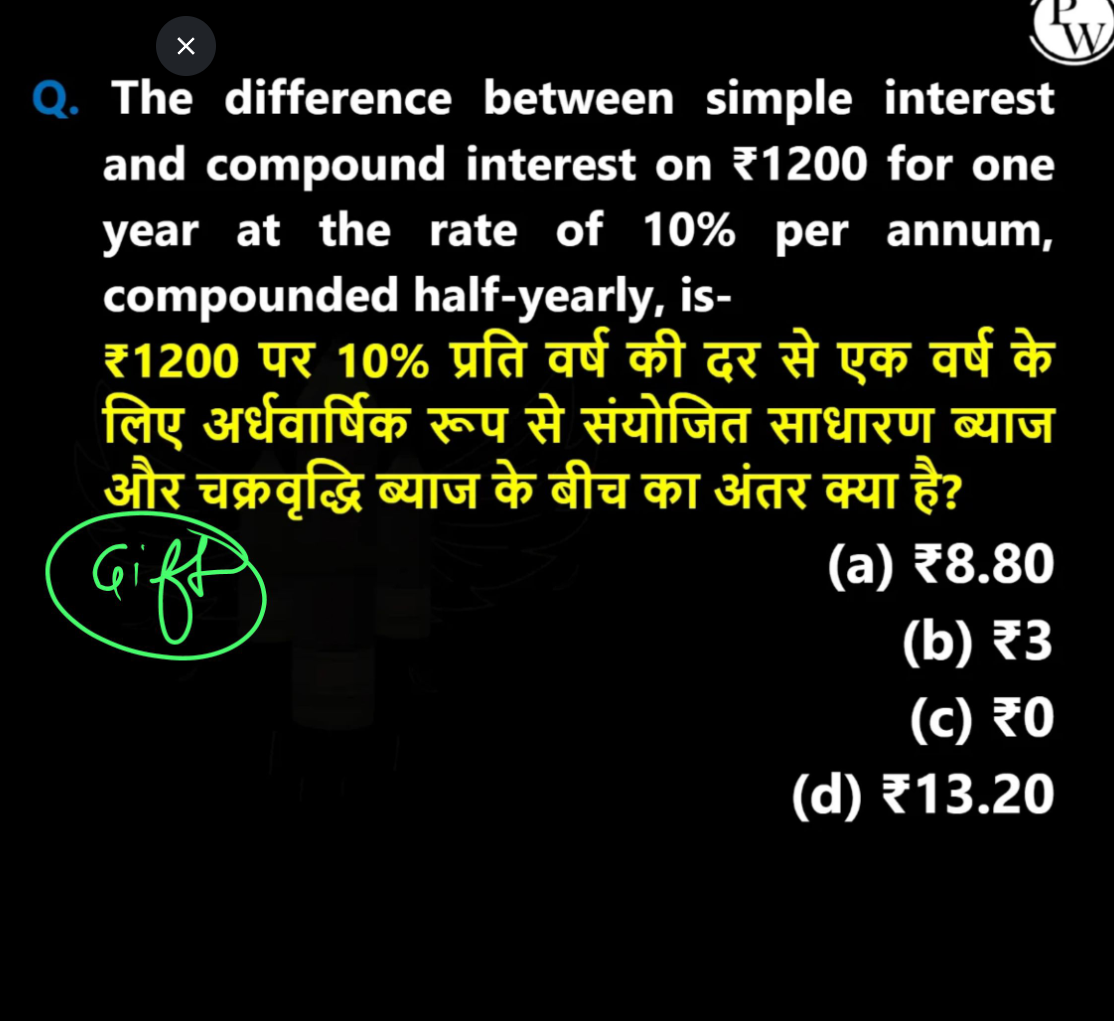 PW
Q. The difference between simple interest
and compound interest on ₹1200 for one
year at the rate of 10% per annum,
compounded half-yearly, is-
₹1200 पर 10% प्रति वर्ष की दर से एक वर्ष के
लिए अर्धवार्षिक रूप से संयोजित साधारण ब्याज
और चक्रवृद्धि ब्याज के बीच का अंतर क्या है?
Gift
(a) ₹8.80
(b) ₹3
(c) ₹0
(d) ₹13.20